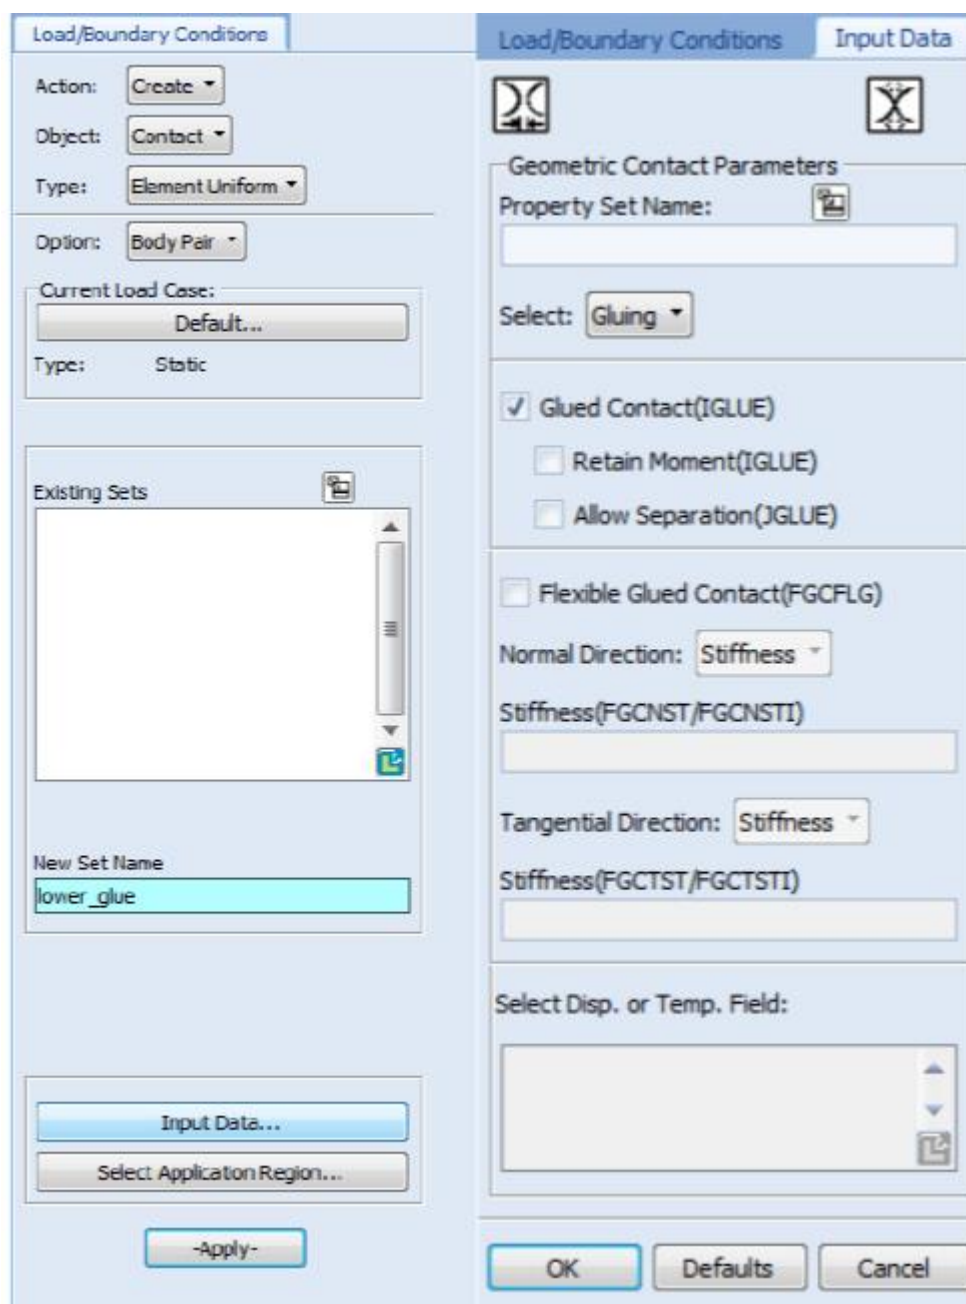 Load/Boundary Conditions
Action: Create
Object: Contact
Type: Element Uniform
Option: Body Pair
Current Load Case:
Default...
Type: Static
Existing Sets
New Set Name
lower_glue
Input Data...
Select Application Region...
-Apply-
Load/Boundary Conditions Input Data
Geometric Contact Parameters
Property Set Name:
Select: Gluing
Glued Contact(IGLUE)
Retain Moment(IGLUE)
Allow Separation(JGLUE)
Flexible Glued Contact(FGCFLG)
Normal Direction: Stiffness
Stiffness(FGCNST/FGCNSTI)
Tangential Direction: Stiffness
Stiffness(FGCTST/FGCTSTI)
Select Disp. or Temp. Field:
OK Defaults Cancel